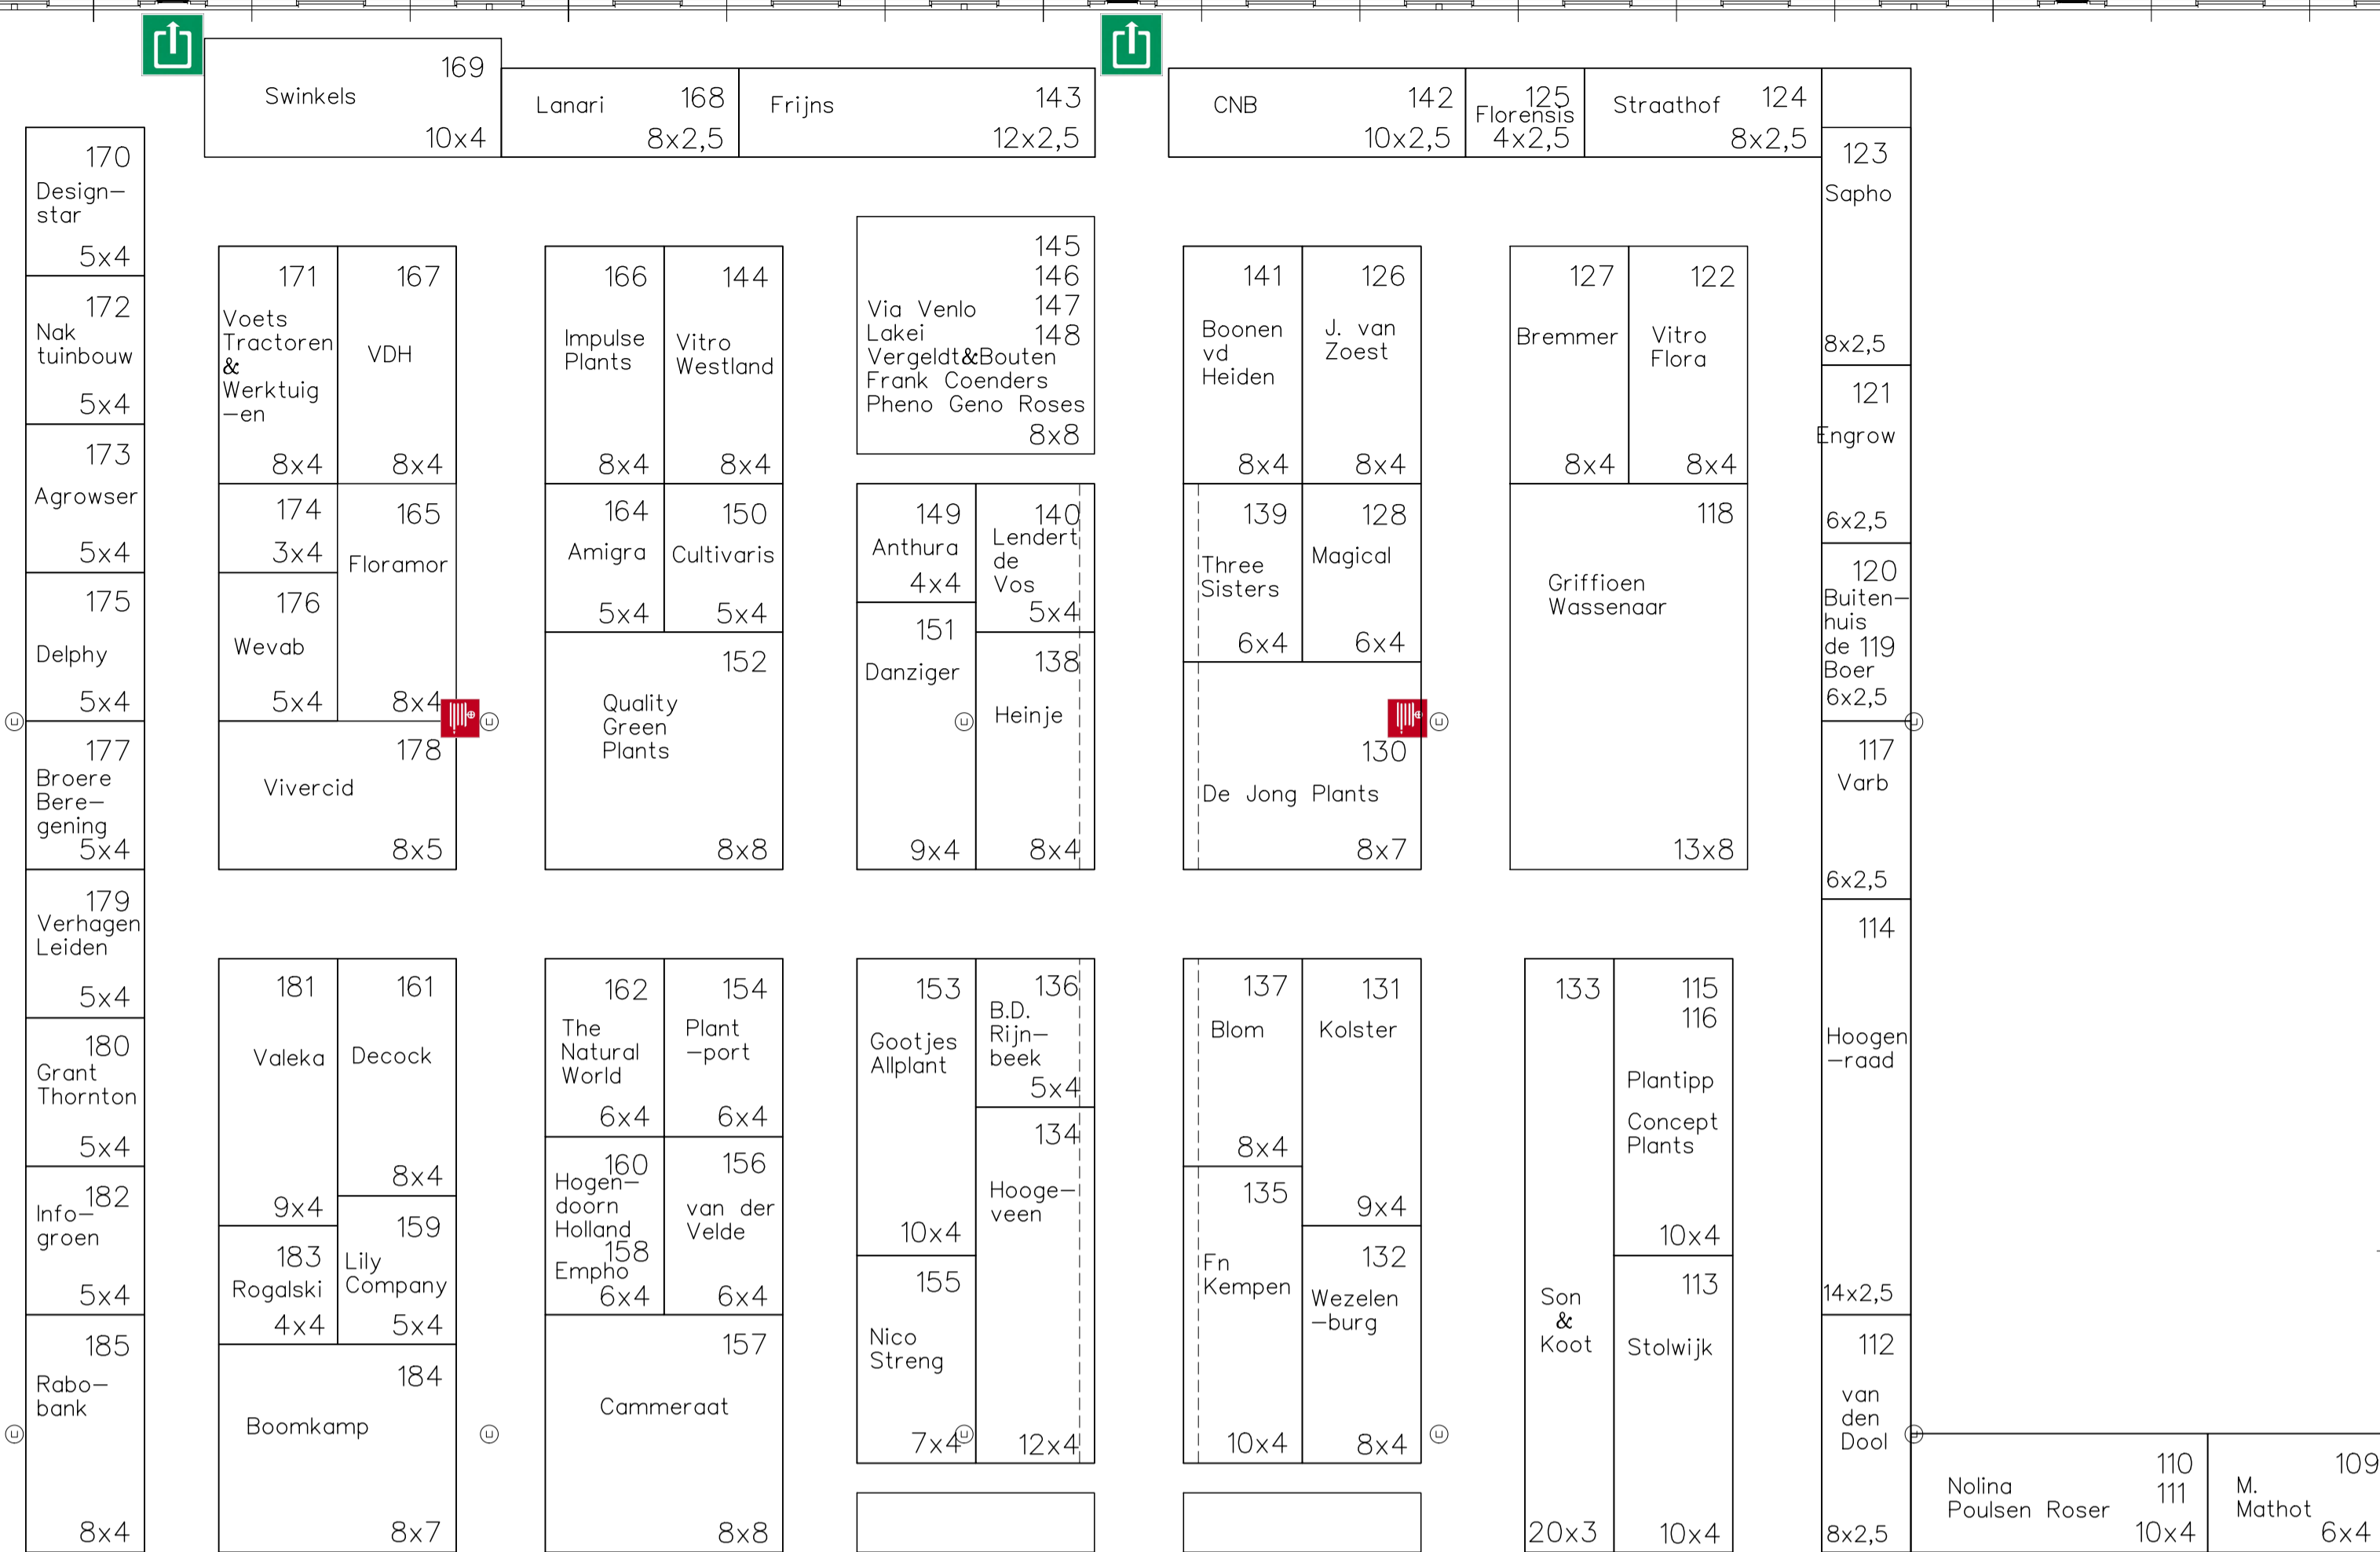 169
Swinkels
10x4
Lanari
168
8x2,5
Frijns
143
12x2,5
CNB
142
10x2,5
125
Florensis
4x2,5
Straathof
124
8x2,5
170
Design-
star
5x4
172
Nak
tuinbouw
5x4
173
Agrowser
5x4
175
Delphy
5x4
177
Broere
Bere-
gening
5x4
179
Verhagen
Leiden
5x4
180
Grant
Thornton
5x4
182
Info-
groen
5x4
185
Rabo-
bank
8x4
171
Voets
Tractoren
&
Werktuig
-en
8x4
167
VDH
8x4
174
3x4
165
Floramor
8x4
176
Wevab
5x4
178
Vivercid
8x5
181
Valeka
9x4
161
Decock
8x4
183
Rogalski
4x4
159
Lily
Company
5x4
184
Boomkamp
8x7
166
Impulse
Plants
8x4
144
Vitro
Westland
8x4
164
Amigra
5x4
150
Cultivaris
5x4
152
Quality
Green
Plants
8x8
162
The
Natural
World
6x4
154
Plant
-port
6x4
160
Hogen-
doorn
Holland
158
Empho
6x4
156
van der
Velde
6x4
157
Cammeraat
8x8
145
146
147
148
Via Venlo
Lakei
Vergeldt&Bouten
Frank Coenders
Pheno Geno Roses
8x8
149
Anthura
4x4
140
Lendert
de
Vos
5x4
151
Danziger
9x4
138
Heinje
8x4
153
Gootjes
Allplant
10x4
136
B.D.
Rijn-
beek
5x4
134
Hooge-
veen
12x4
155
Nico
Streng
7x4
141
Boonen
vd
Heiden
8x4
126
J. van
Zoest
8x4
139
Three
Sisters
6x4
128
Magical
6x4
130
De Jong Plants
8x7
137
Blom
8x4
131
Kolster
9x4
135
Fn
Kempen
10x4
132
Wezelen
-burg
8x4
127
Bremmer
8x4
122
Vitro
Flora
8x4
118
Griffioen
Wassenaar
13x8
133
Son
&
Koot
20x3
115
116
Plantipp
Concept
Plants
10x4
113
Stolwijk
10x4
123
Sapho
8x2,5
121
Engrow
6x2,5
120
Buiten-
huis
de 119
Boer
6x2,5
117
Varb
6x2,5
114
Hoogen
-raad
14x2,5
112
van
den
Dool
8x2,5
110
111
Nolina
Poulsen Roser
10x4
109
M.
Mathot
6x4